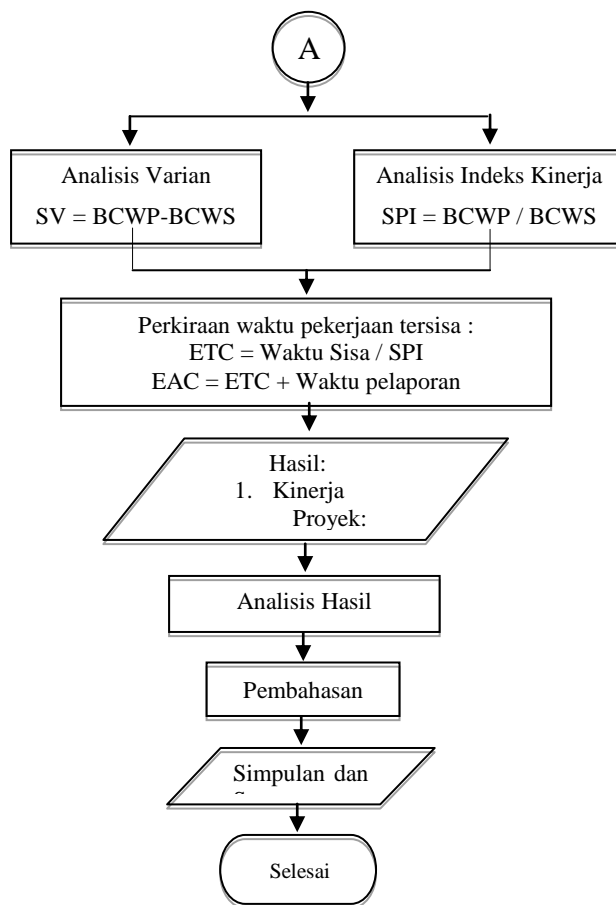 A
Analisis Varian
SV = BCWP-BCWS
Analisis Indeks Kinerja
SPI = BCWP / BCWS
Perkiraan waktu pekerjaan tersisa :
ETC = Waktu Sisa / SPI
EAC = ETC + Waktu pelaporan
Hasil:
1. Kinerja
Proyek:
Analisis Hasil
Pembahasan
Simpulan dan
Selesai